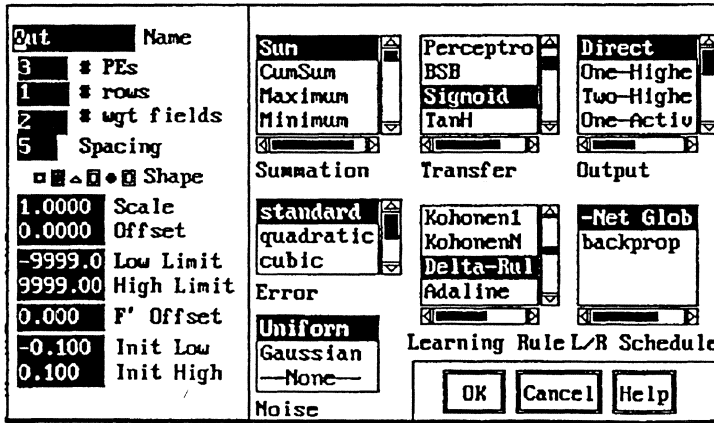 Out Name
3 # PEs
1 # rows
2 # wgt fields
5 Spacing
Shape
1.0000 Scale
0.0000 Offset
-9999.0 Low Limit
9999.00 High Limit
0.000 F' Offset
-0.100 Init Low
0.100 Init High
Sum
CumSum
Maximum
Minimum
Summation
Perceptro
BSB
Sigmoid
TanH
Transfer
Direct
One-Highe
Two-Highe
One-Activ
Output
standard
quadratic
cubic
Error
Kohonen1
KohonenN
Delta-Rul
Adaline
Learning Rule
-Net Glob
backprop
L/R Schedule
Uniform
Gaussian
--None--
Noise
OK Cancel Help